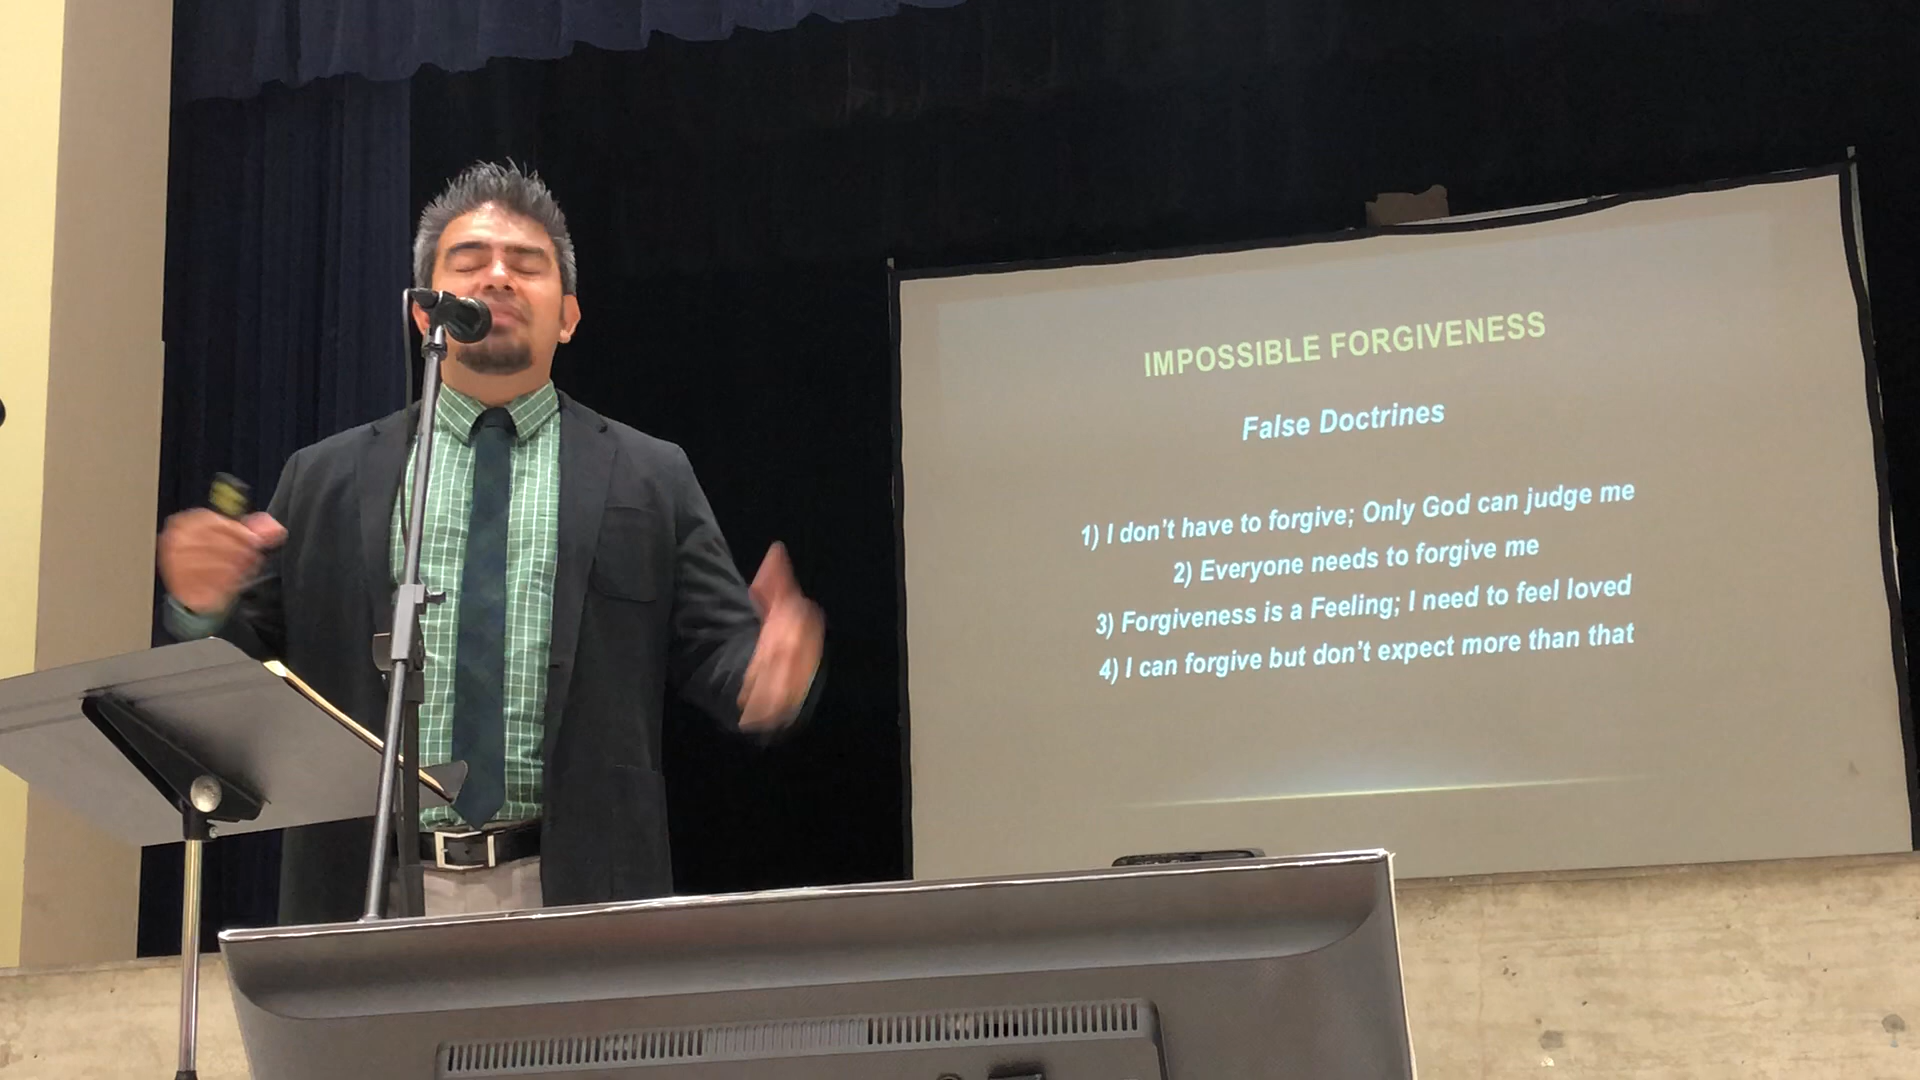 IMPOSSIBLE FORGIVENESS
False Doctrines
1) I don't have to forgive; Only God can judge me
2) Everyone needs to forgive me
3) Forgiveness is a Feeling; I need to feel loved
4) I can forgive but don't expect more than that